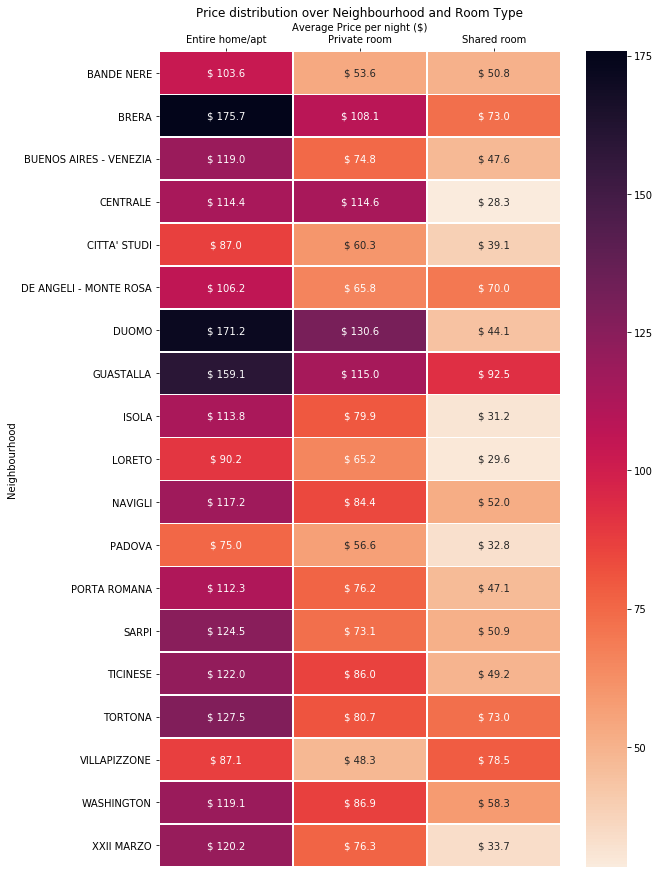 Price distribution over Neighbourhood and Room Type
Average Price per night ($)
Entire home/apt Private room Shared room
BANDE NERE $ 103.6 $ 53.6 $ 50.8
BRERA $ 175.7 $ 108.1 $ 73.0
BUENOS AIRES - VENEZIA $ 119.0 $ 74.8 $ 47.6
CENTRALE $ 114.4 $ 114.6 $ 28.3
CITTA' STUDI $ 87.0 $ 60.3 $ 39.1
DE ANGELI - MONTE ROSA $ 106.2 $ 65.8 $ 70.0
DUOMO $ 171.2 $ 130.6 $ 44.1
GUASTALLA $ 159.1 $ 115.0 $ 92.5
ISOLA $ 113.8 $ 79.9 $ 31.2
LORETO $ 90.2 $ 65.2 $ 29.6
NAVIGLI $ 117.2 $ 84.4 $ 52.0
PADOVA $ 75.0 $ 56.6 $ 32.8
PORTA ROMANA $ 112.3 $ 76.2 $ 47.1
SARPI $ 124.5 $ 73.1 $ 50.9
TICINESE $ 122.0 $ 86.0 $ 49.2
TORTONA $ 127.5 $ 80.7 $ 73.0
VILLAPIZZONE $ 87.1 $ 48.3 $ 78.5
WASHINGTON $ 119.1 $ 86.9 $ 58.3
XXII MARZO $ 120.2 $ 76.3 $ 33.7
Neighbourhood
175
150
125
100
75
50